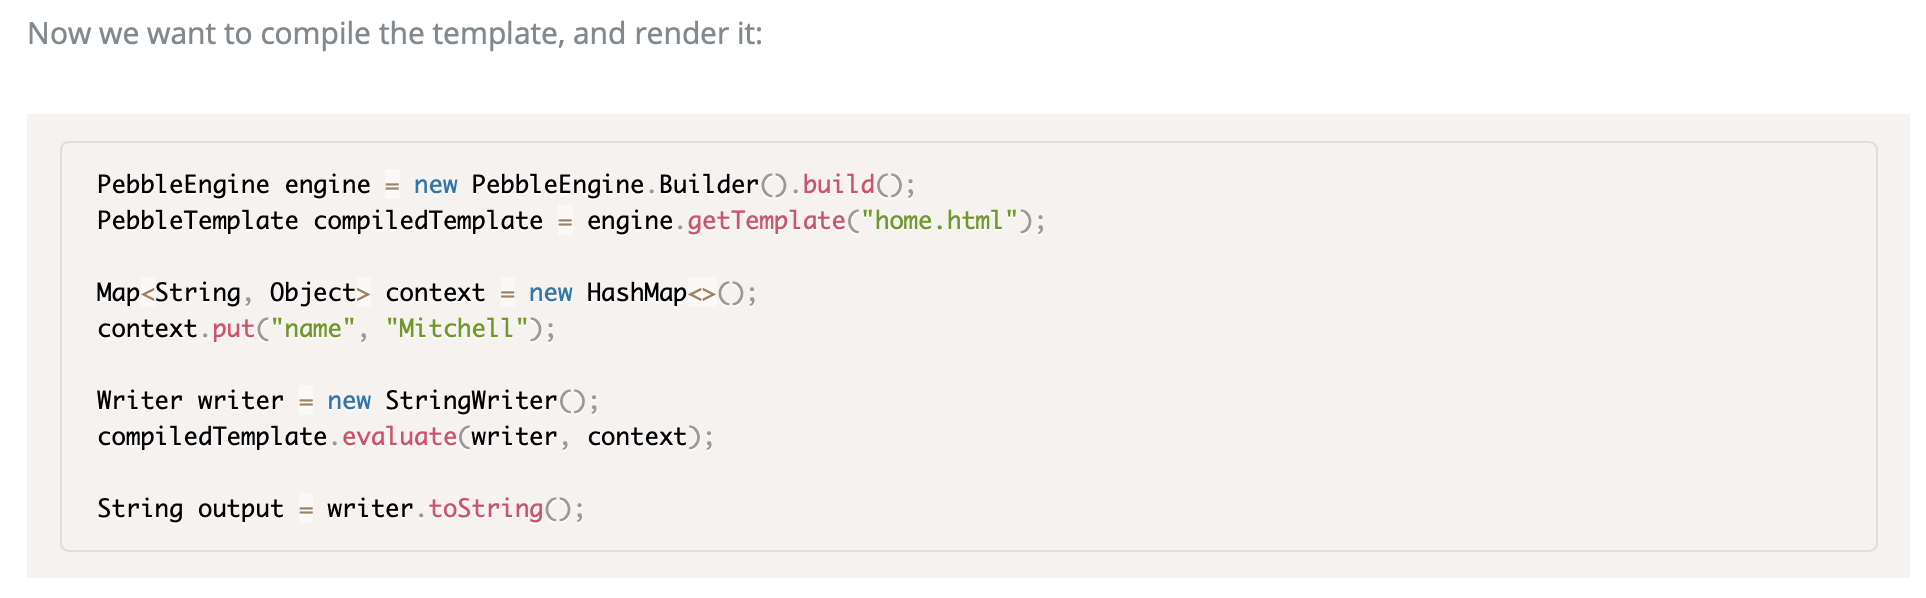 Now we want to compile the template, and render it:
PebbleEngine engine = new PebbleEngine.Builder().build();
PebbleTemplate compiledTemplate = engine.getTemplate("home.html");
Map<String, Object> context = new HashMap<>();
context.put("name", "Mitchell");
Writer writer = new StringWriter();
compiledTemplate.evaluate(writer, context);
String output = writer.toString();